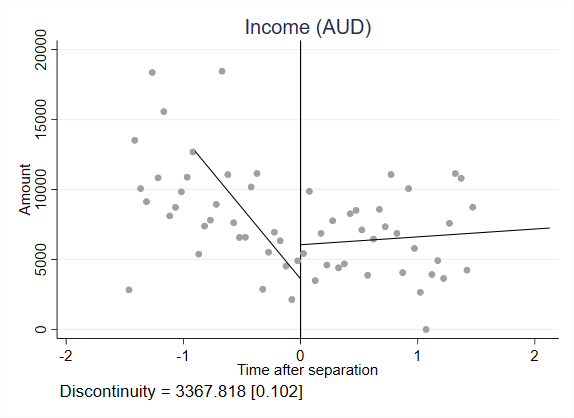 Income (AUD)
20000
15000
10000
5000
0
Amount
-2 -1 0 1 2
Time after separation
Discontinuity = 3367.818 [0.102]